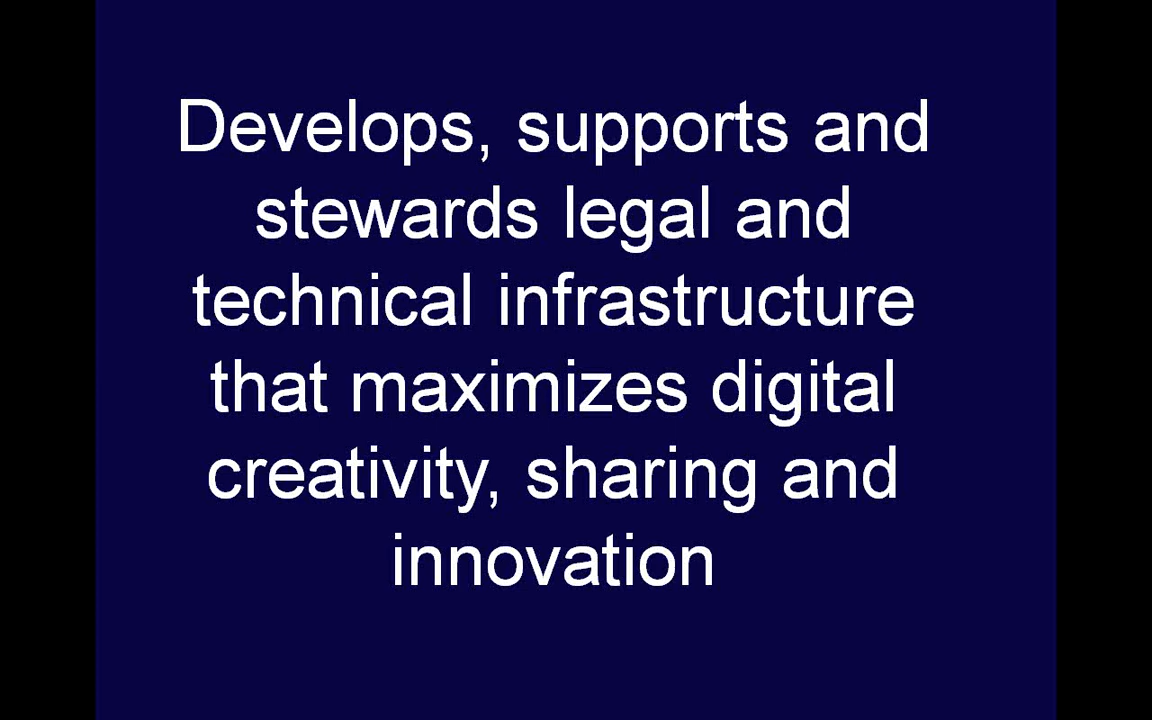 Develops, supports and
stewards legal and
technical infrastructure
that maximizes digital
creativity, sharing and
innovation